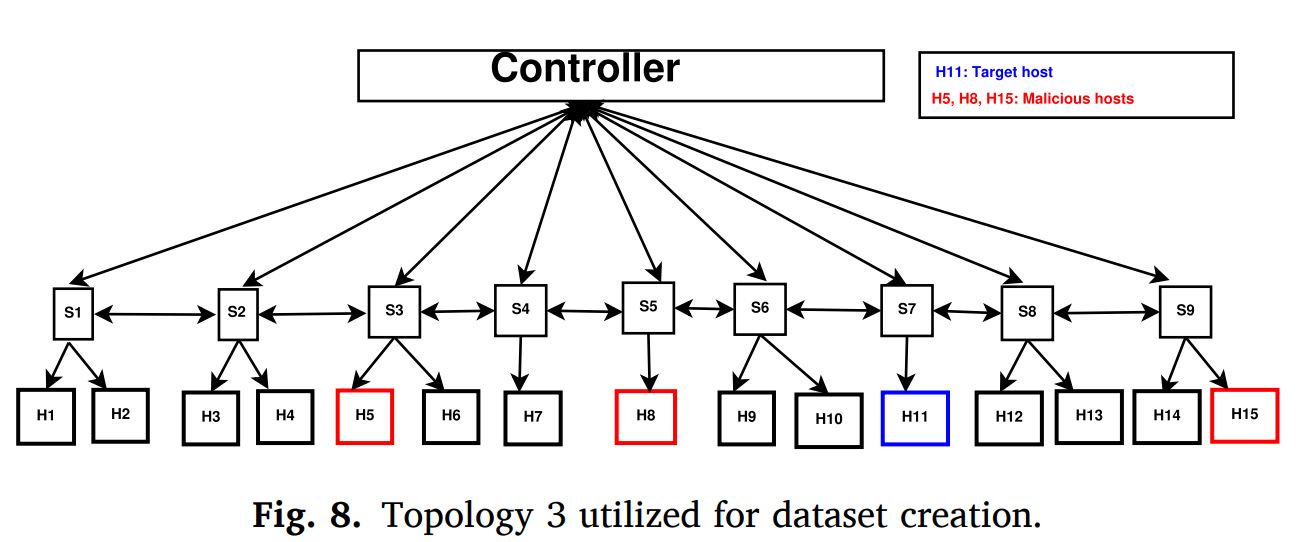 Controller
H11: Target host
H5, H8, H15: Malicious hosts
S1 S2 S3 S4 S5 S6 S7 S8 S9
H1 H2 H3 H4 H5 H6 H7 H8 H9 H10 H11 H12 H13 H14 H15
Fig. 8. Topology 3 utilized for dataset creation.